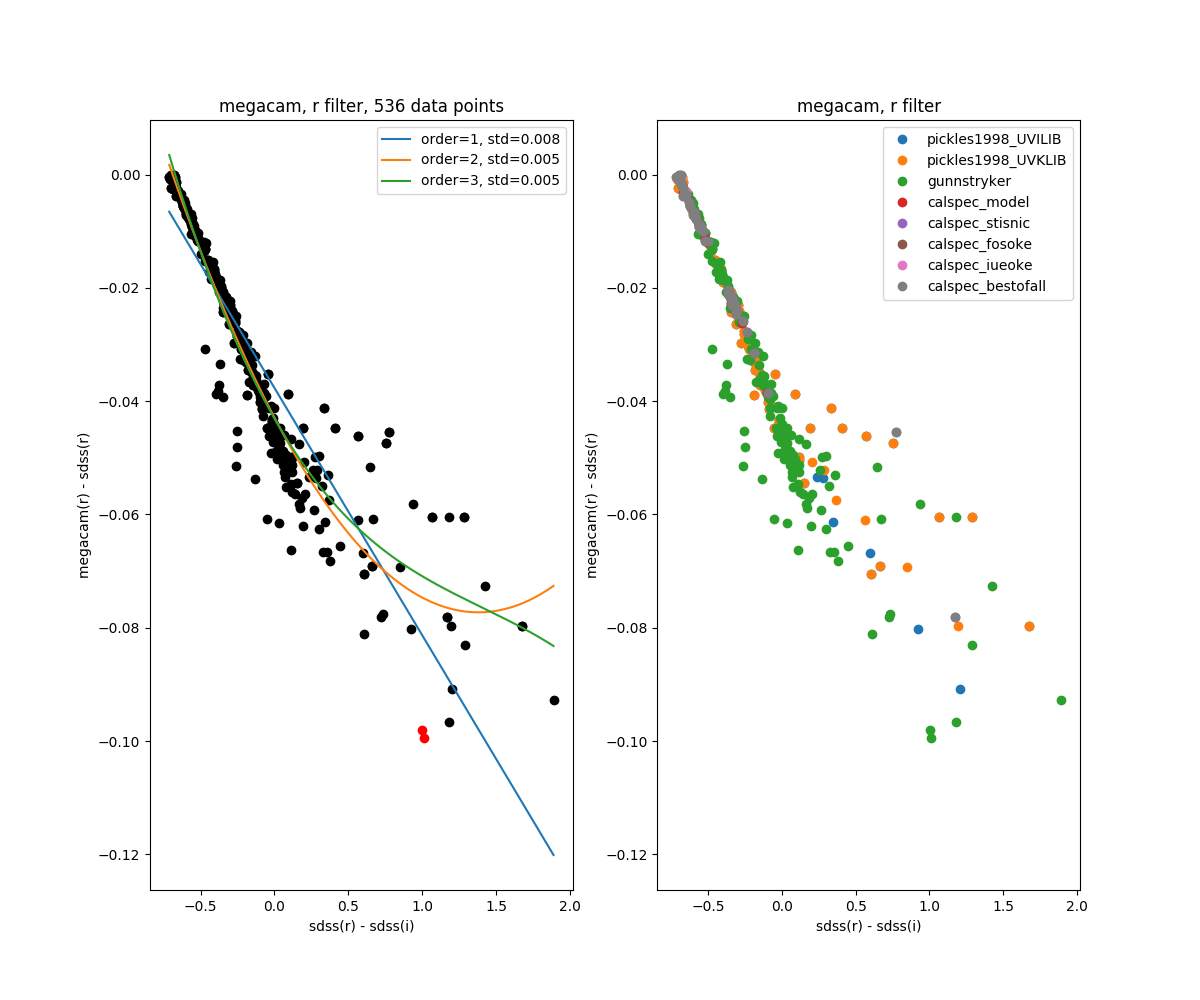 megacam, r filter, 536 data points
order=1, std=0.008
order=2, std=0.005
order=3, std=0.005
0.00
−0.02
−0.04
−0.06
−0.08
−0.10
−0.12
megacam(r) - sdss(r)
−0.5
0.0
0.5
1.0
1.5
2.0
sdss(r) - sdss(i)
megacam, r filter
pickles1998_UVILIB
pickles1998_UVKLIB
gunnstryker
calspec_model
calspec_stisnic
calspec_fosoke
calspec_iueoke
calspec_bestofall
0.00
−0.02
−0.04
−0.06
−0.08
−0.10
−0.12
megacam(r) - sdss(r)
−0.5
0.0
0.5
1.0
1.5
2.0
sdss(r) - sdss(i)